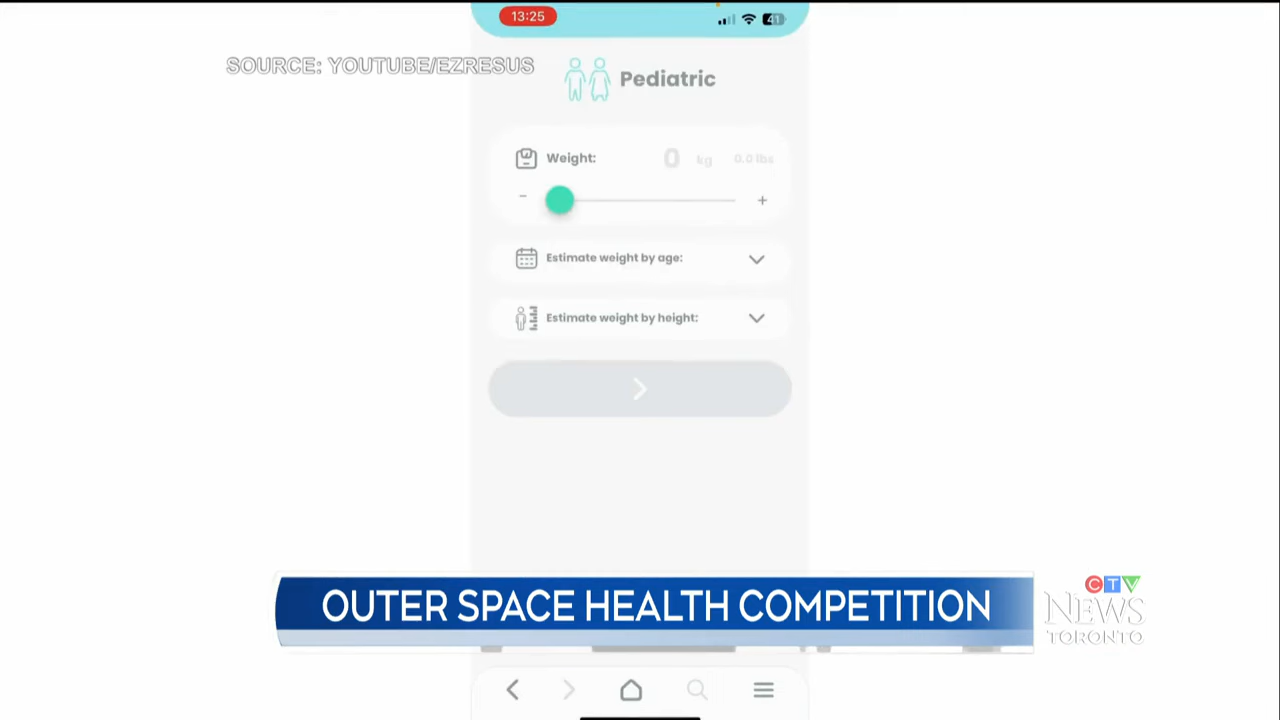 13:25
41
SOURCE: YOUTUBE/EZRESUS
Pediatric
Weight: 0 kg 0.0 lbs
- +
Estimate weight by age:
Estimate weight by height:
OUTER SPACE HEALTH COMPETITION
CTV
NEWS
TORONTO